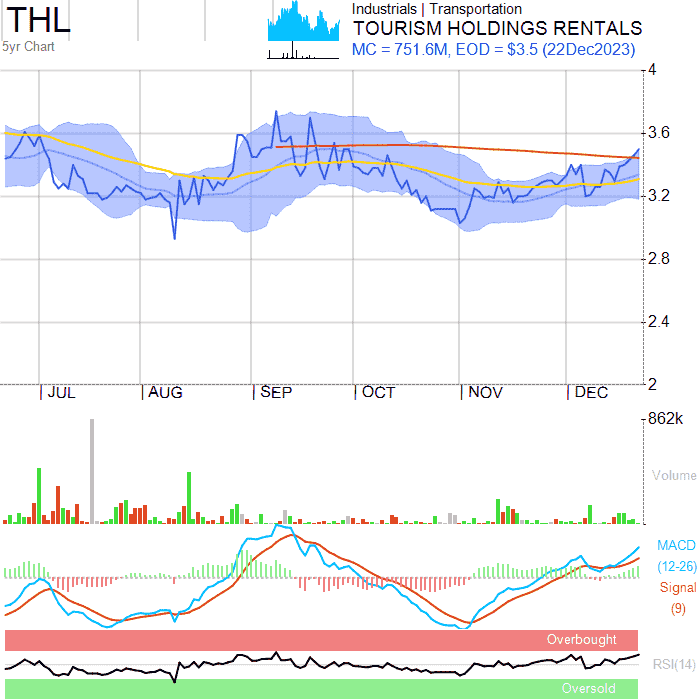 THL
5yr Chart
Industrials | Transportation
TOURISM HOLDINGS RENTALS
MC = 751.6M, EOD = $3.5 (22Dec2023)
4
3.6
3.2
2.8
2.4
2
JUL AUG SEP OCT NOV DEC
862k
Volume
MACD
(12-26)
Signal
(9)
Overbought
RSI(14)
Oversold